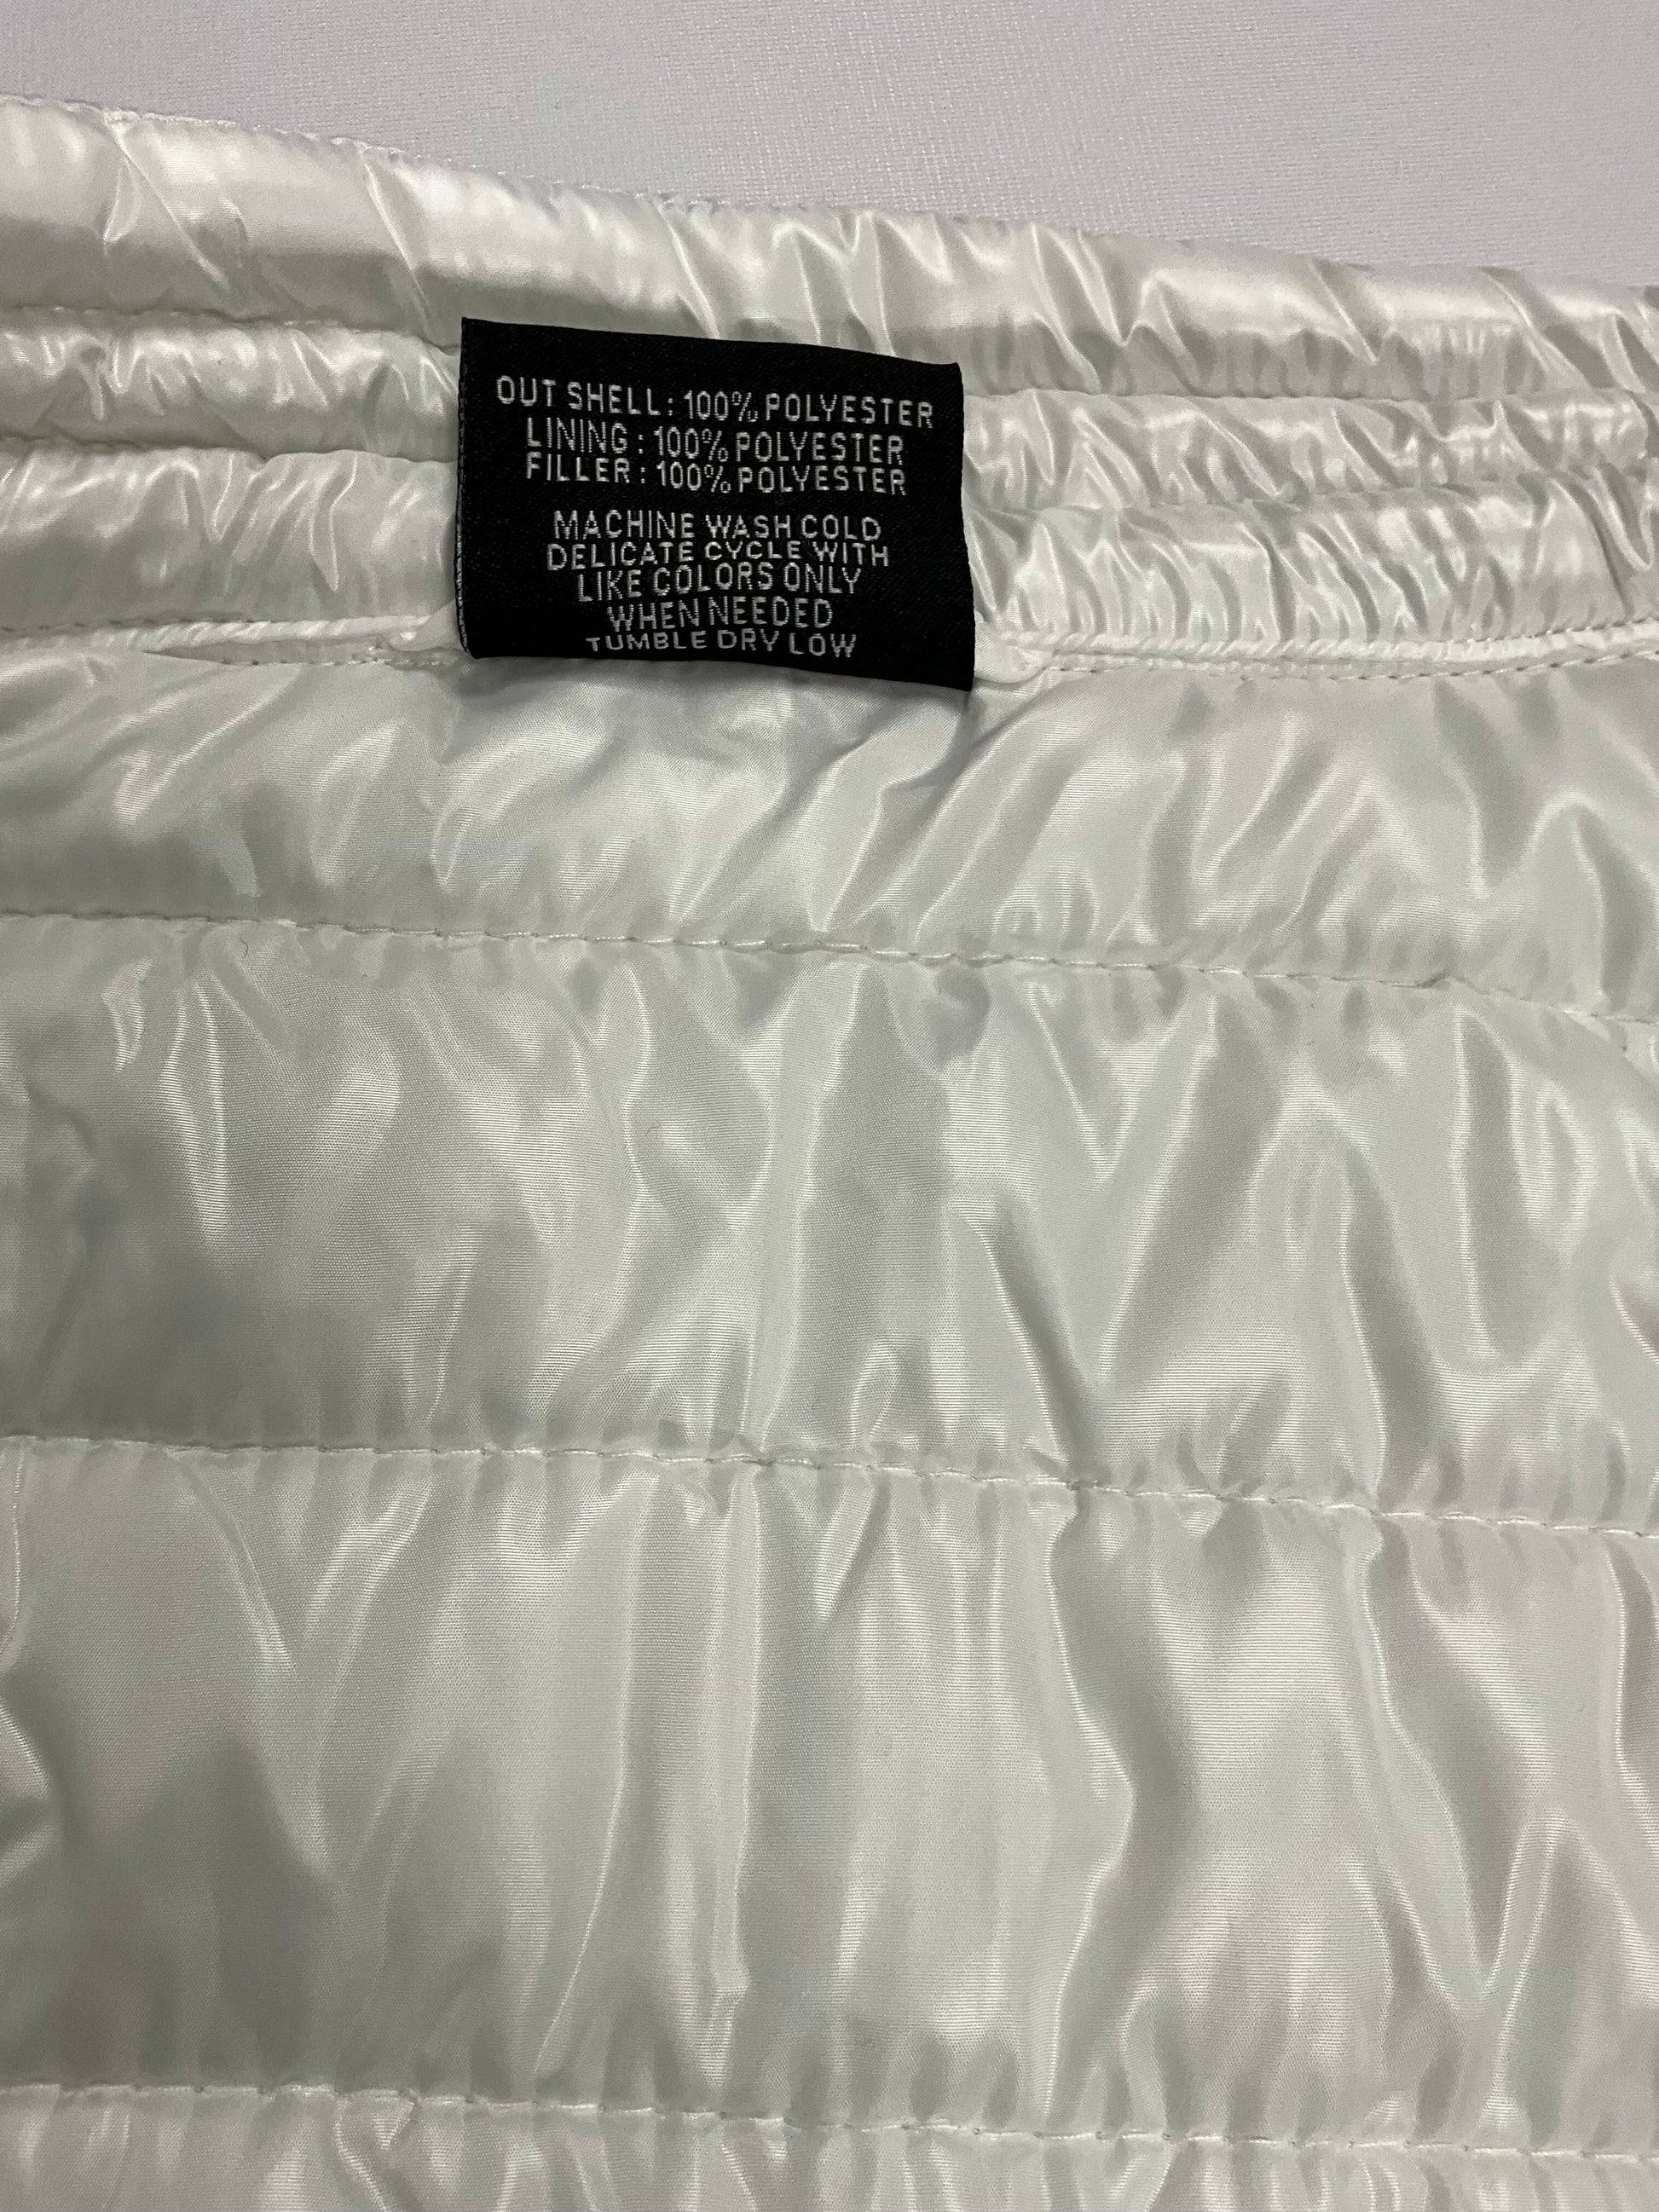 OUT SHELL: 100% POLYESTER
LINING: 100% POLYESTER
FILLER: 100% POLYESTER
MACHINE WASH COLD
DELICATE CYCLE WITH
LIKE COLORS ONLY
WHEN NEEDED
TUMBLE DRY LOW